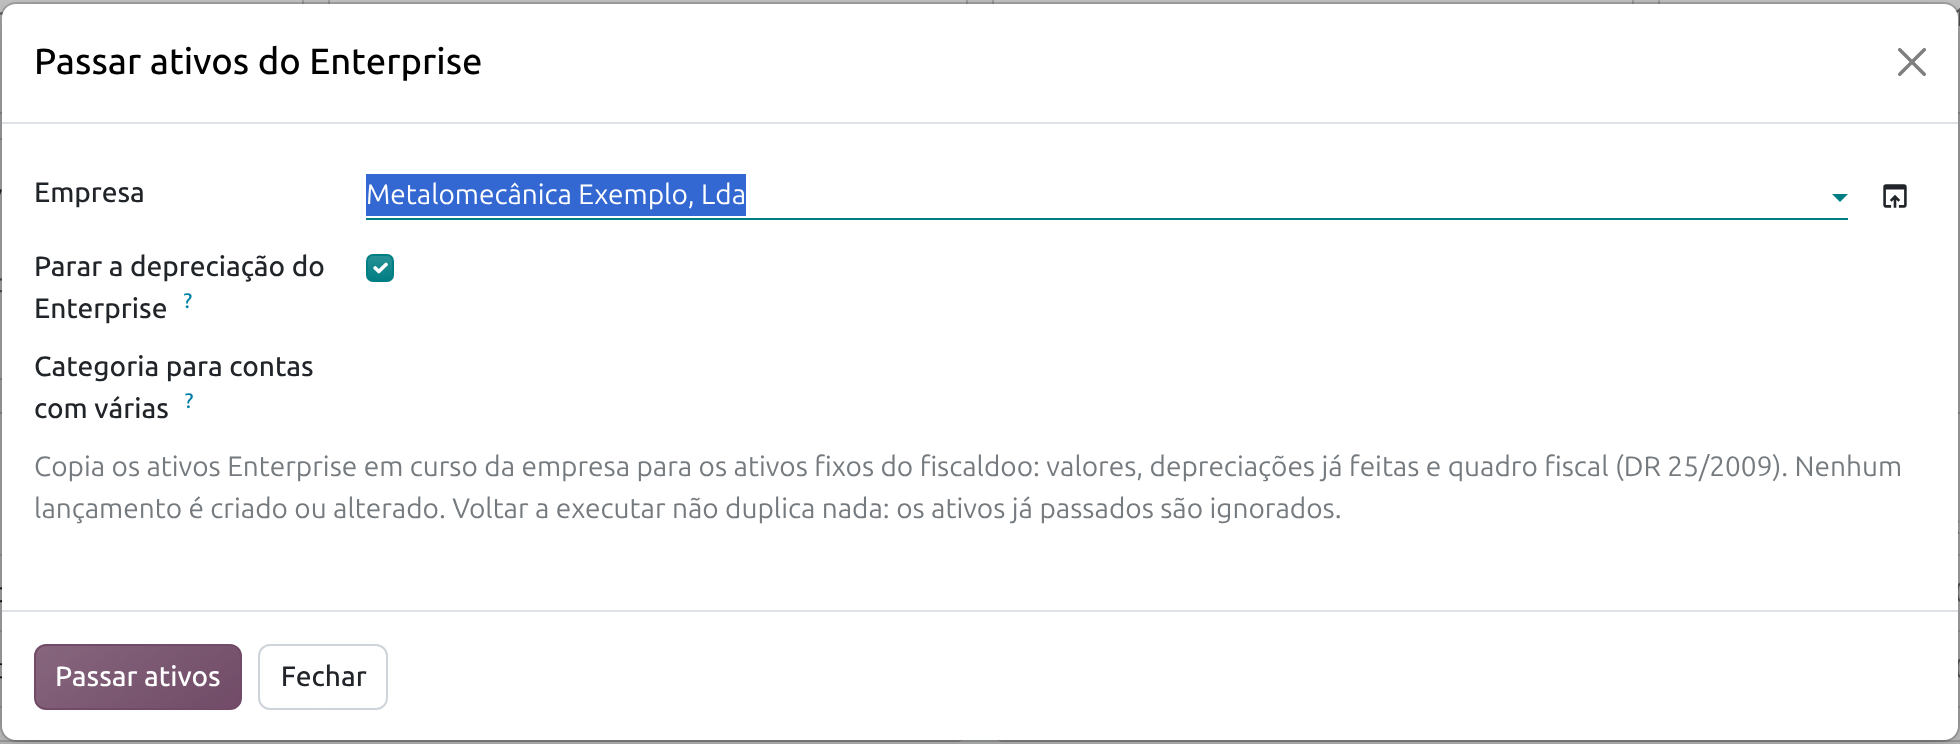 Passar ativos do Enterprise
Empresa
Metalomecânica Exemplo, Lda
Parar a depreciação do
Enterprise ?
Categoria para contas
com várias ?
Copia os ativos Enterprise em curso da empresa para os ativos fixos do fiscaldoo: valores, depreciações já feitas e quadro fiscal (DR 25/2009). Nenhum
lançamento é criado ou alterado. Voltar a executar não duplica nada: os ativos já passados são ignorados.
Passar ativos
Fechar